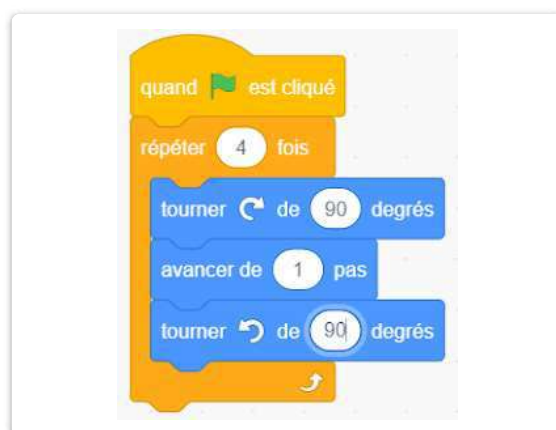 quand est cliqué
répéter 4 fois
tourner de 90 degrés
avancer de 1 pas
tourner de 90 degrés